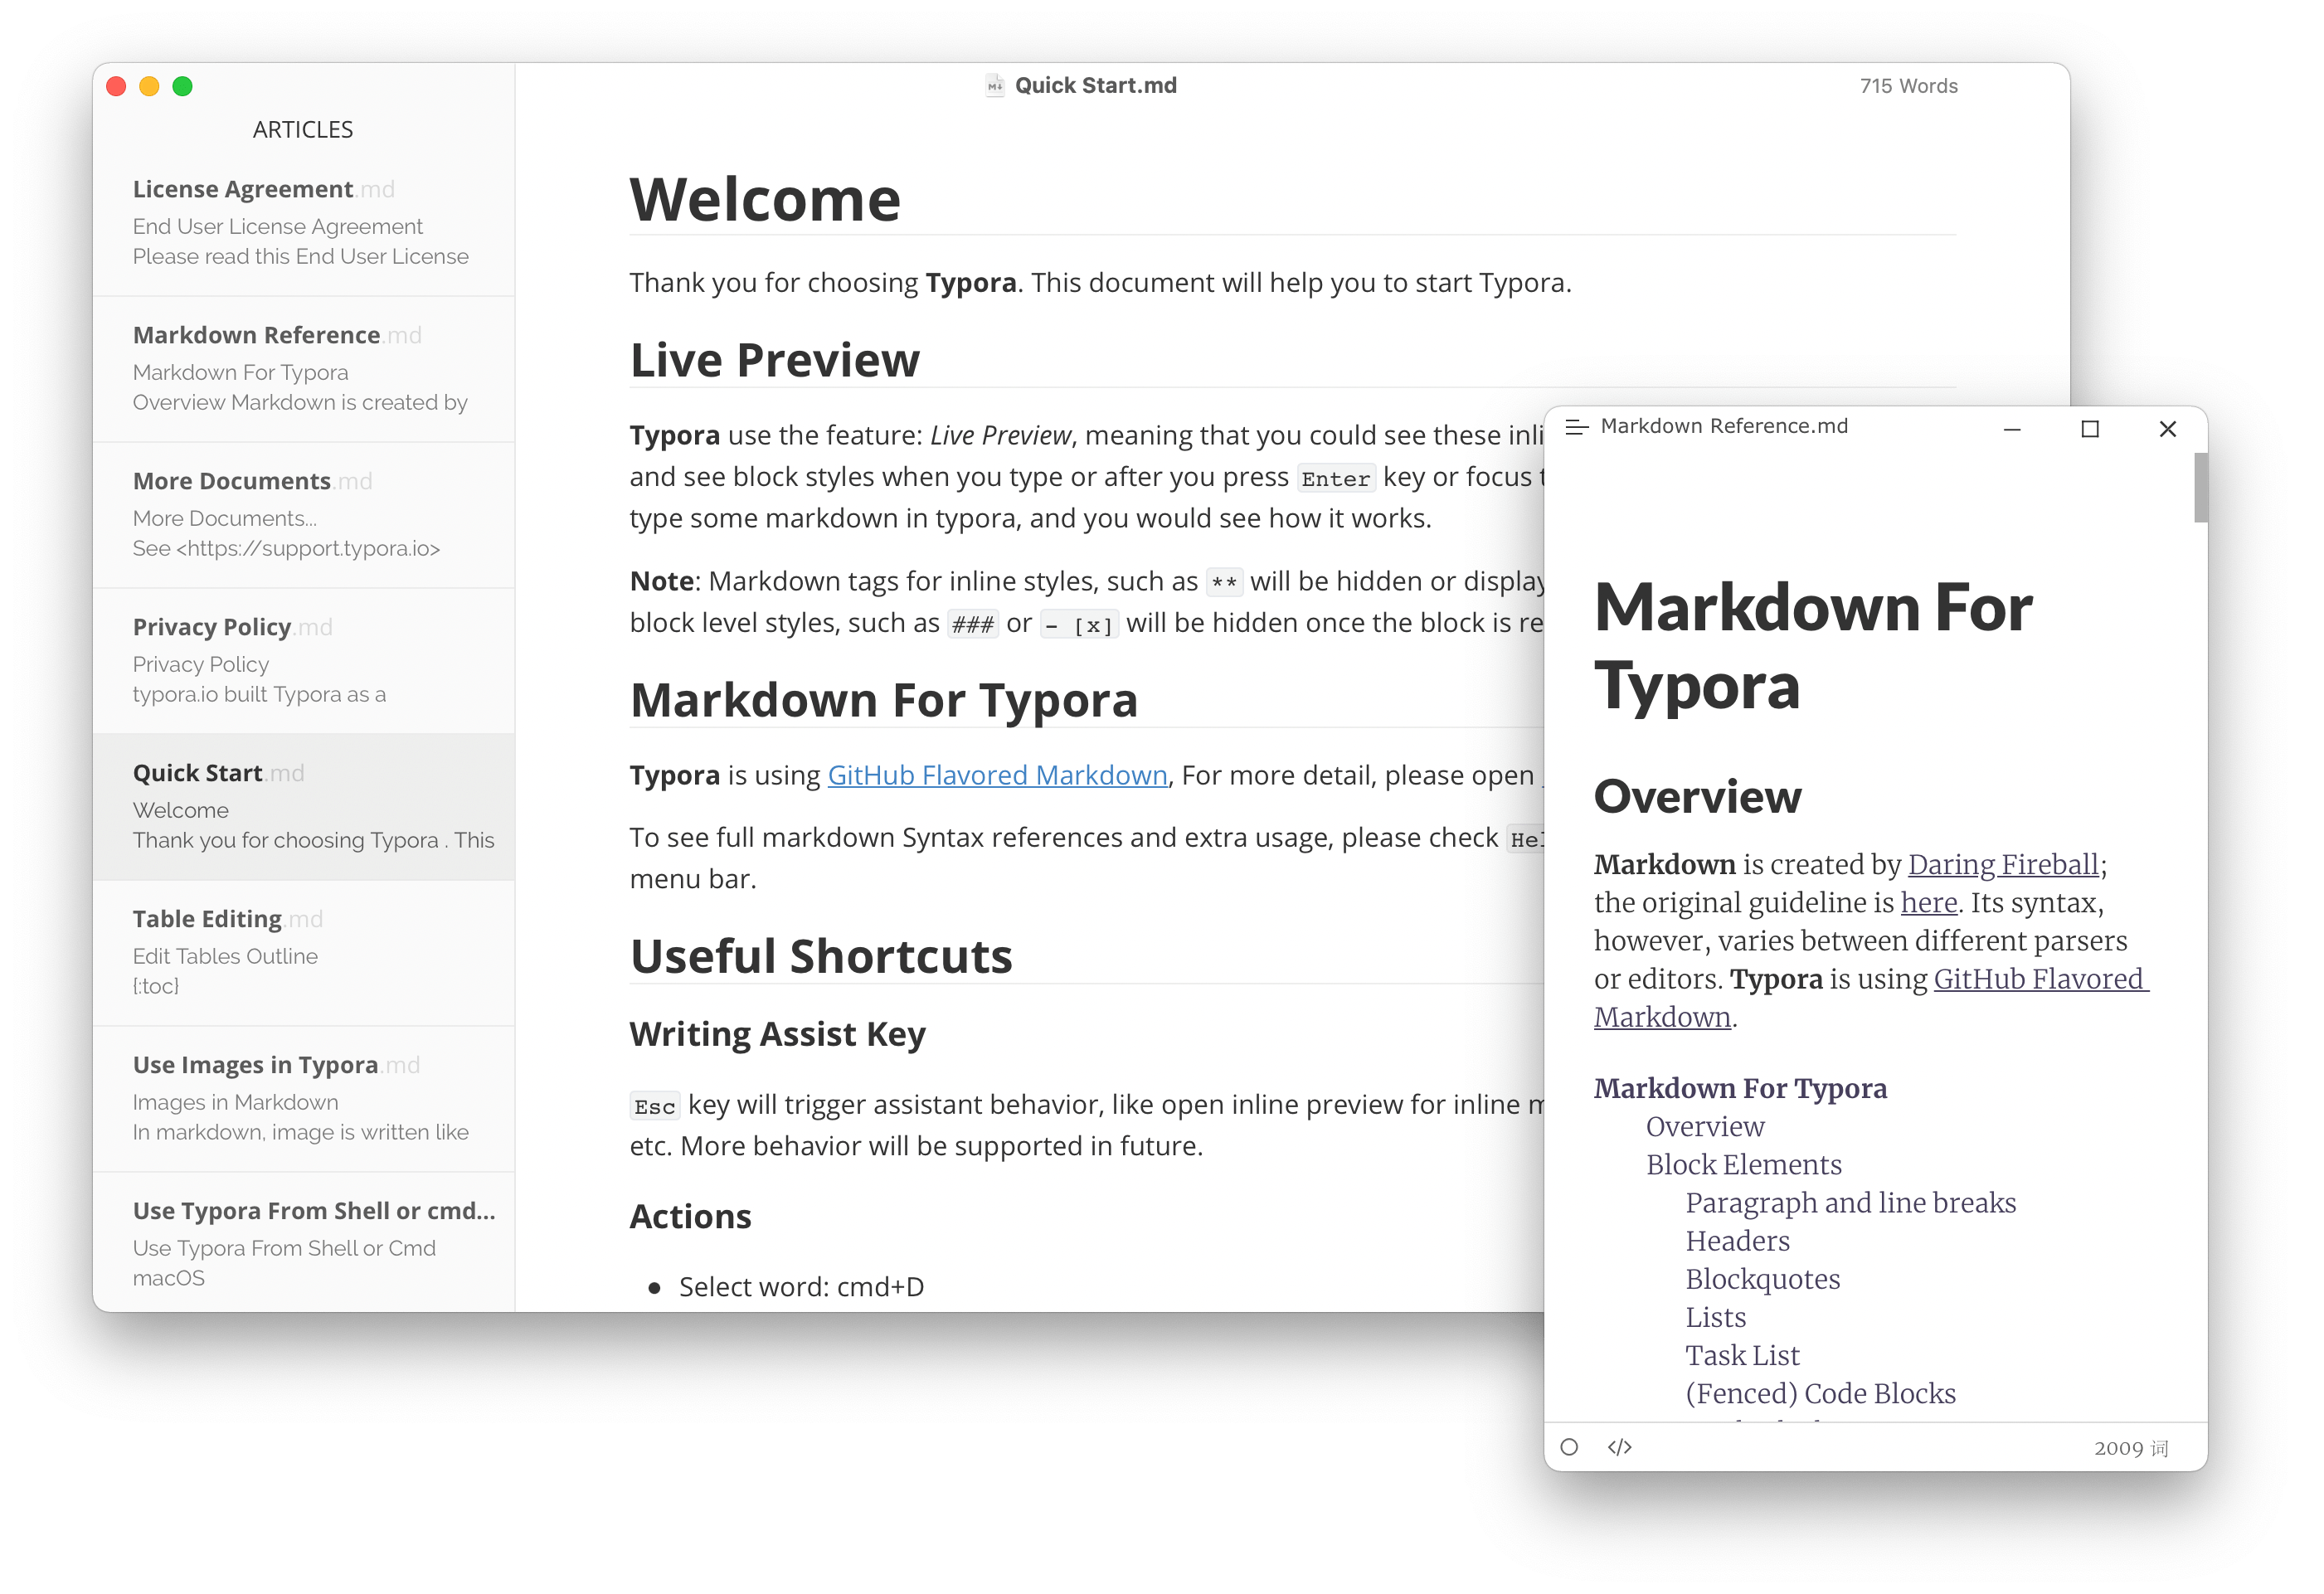 ARTICLES
License Agreement.md
End User License Agreement
Please read this End User License
Markdown Reference.md
Markdown For Typora
Overview Markdown is created by
More Documents.md
More Documents...
See <https://support.typora.io>
Privacy Policy.md
Privacy Policy
typora.io built Typora as a
Quick Start.md
Welcome
Thank you for choosing Typora . This
Table Editing.md
Edit Tables Outline
{:toc}
Use Images in Typora.md
Images in Markdown
In markdown, image is written like
Use Typora From Shell or cmd...
Use Typora From Shell or Cmd
macOS
Quick Start.md
715 Words
Welcome
Thank you for choosing Typora. This document will help you to start Typora.
Live Preview
Typora use the feature: Live Preview, meaning that you could see these
and see block styles when you type or after you press Enter key or focus
type some markdown in typora, and you would see how it works.
Note: Markdown tags for inline styles, such as ** will be hidden or
block level styles, such as ### or - [x] will be hidden once the block is
Markdown For Typora
Typora is using GitHub Flavored Markdown, For more detail, please open
To see full markdown Syntax references and extra usage, please check
menu bar.
Useful Shortcuts
Writing Assist Key
Esc key will trigger assistant behavior, like open inline preview for inline
etc. More behavior will be supported in future.
Actions
● Select word: cmd+D
Markdown Reference.md
Markdown For
Typora
Overview
Markdown is created by Daring Fireball;
the original guideline is here. Its syntax,
however, varies between different parsers
or editors. Typora is using GitHub Flavored
Markdown.
Markdown For Typora
Overview
Block Elements
Paragraph and line breaks
Headers
Blockquotes
Lists
Task List
(Fenced) Code Blocks
</>
2009 词